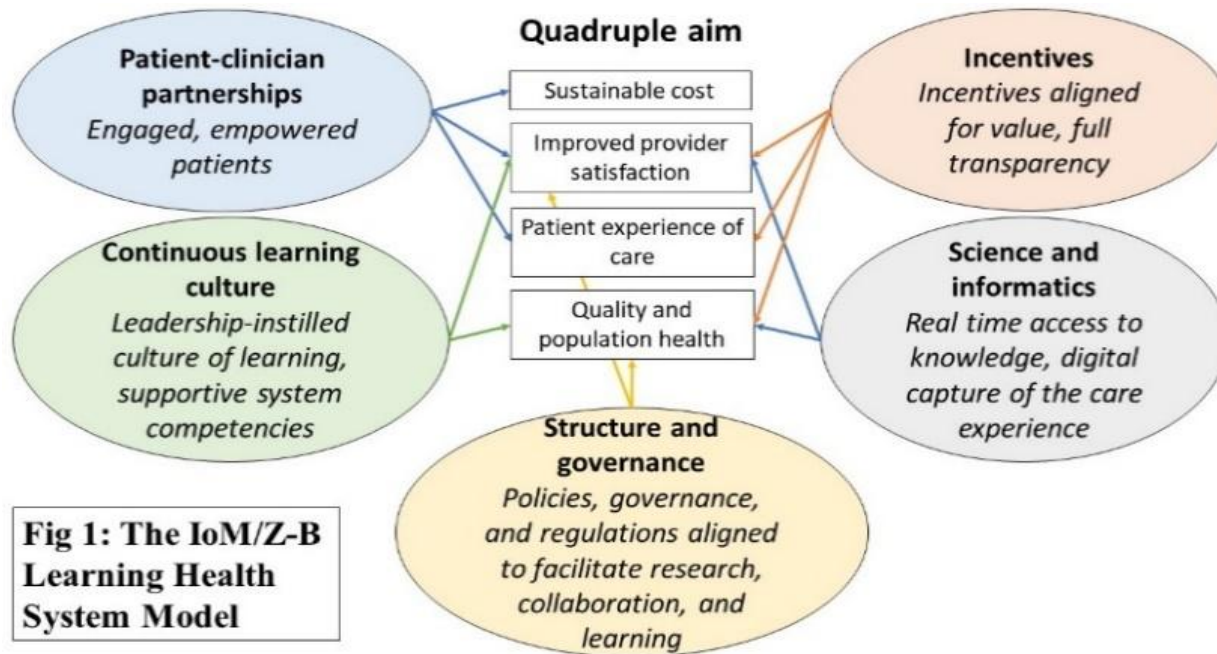 Quadruple aim
Patient-clinician
partnerships
Engaged, empowered
patients
Sustainable cost
Improved provider
satisfaction
Patient experience of
care
Quality and
population health
Incentives
Incentives aligned
for value, full
transparency
Continuous learning
culture
Leadership-instilled
culture of learning,
supportive system
competencies
Science and
informatics
Real time access to
knowledge, digital
capture of the care
experience
Structure and
governance
Policies, governance,
and regulations aligned
to facilitate research,
collaboration, and
learning
Fig 1: The IoM/Z-B
Learning Health
System Model